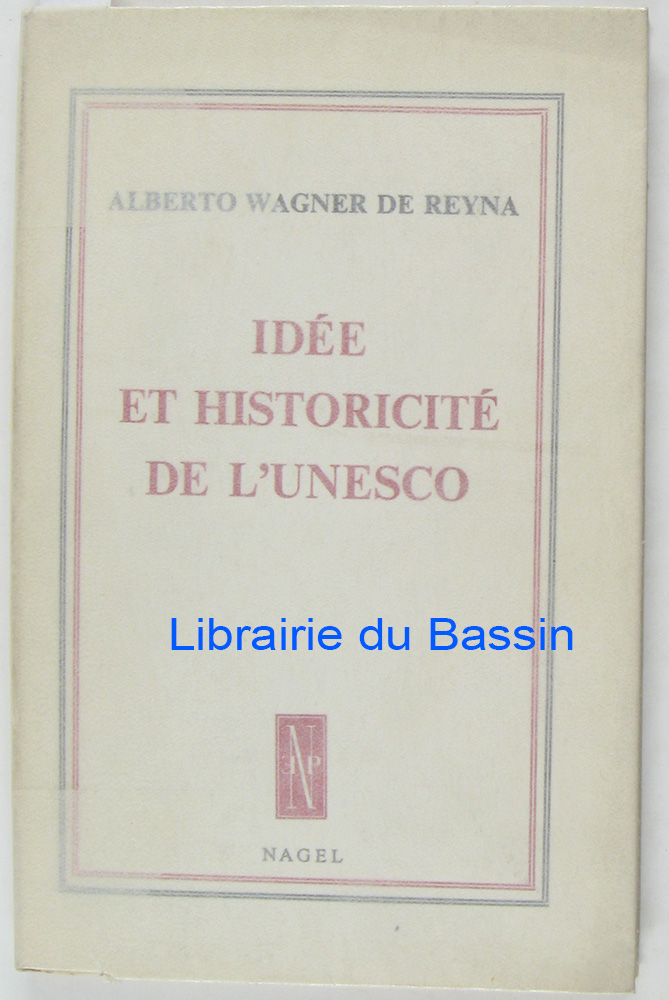 ALBERTO WAGNER DE REYNA
IDÉE
ET HISTORICITÉ
DE L'UNESCO
Librairie du Bassin
NAGEL